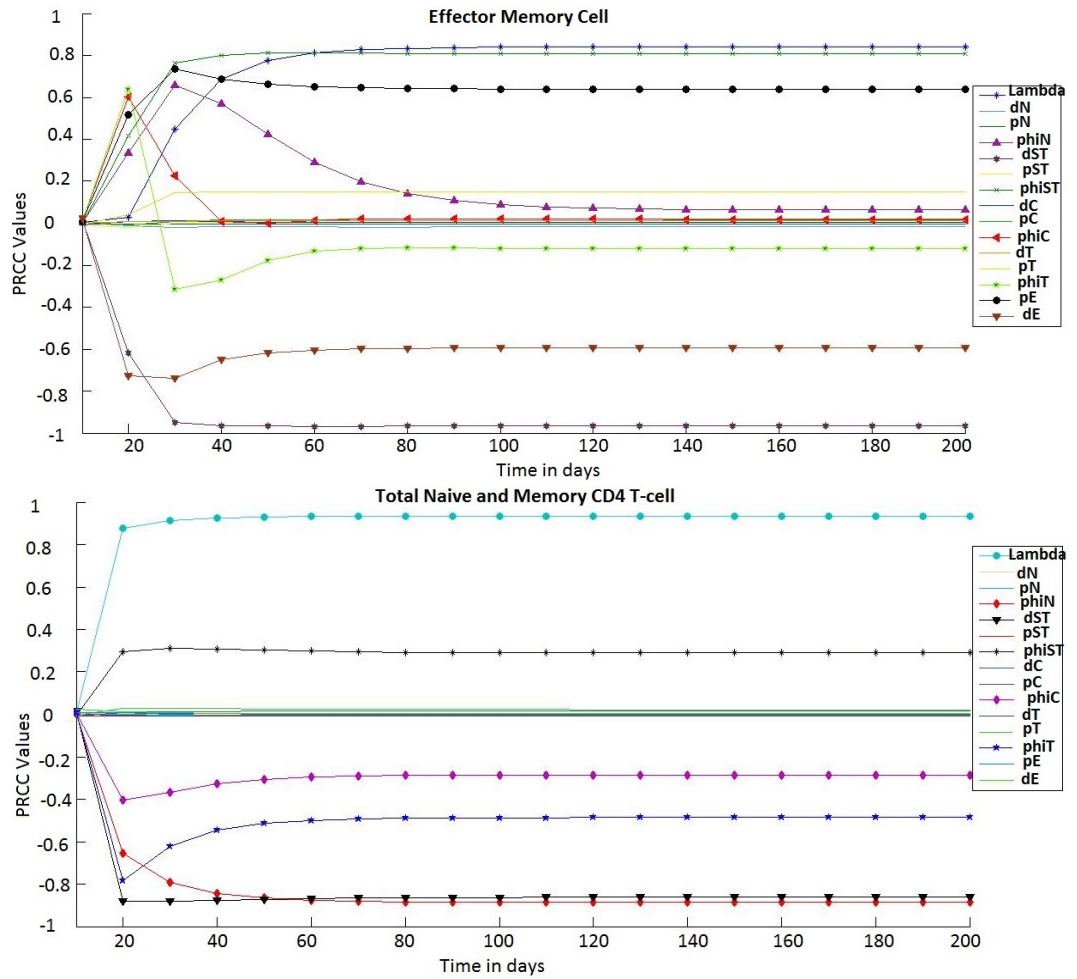 Effector Memory Cell
1
0.8
0.6
0.4
0.2
0
-0.2
-0.4
-0.6
-0.8
-1
PRCC Values
20
40
60
80
100
120
140
160
180
200
Time in days
Lambda
dN
pN
phiN
dST
pST
phiST
dC
pC
phiC
dT
pT
phiT
pE
dE
Total Naive and Memory CD4 T-cell
1
0.8
0.6
0.4
0.2
0
-0.2
-0.4
-0.6
-0.8
-1
PRCC Values
20
40
60
80
100
120
140
160
180
200
Time in days
Lambda
dN
pN
phiN
dST
pST
phiST
dC
pC
phiC
dT
pT
phiT
pE
dE